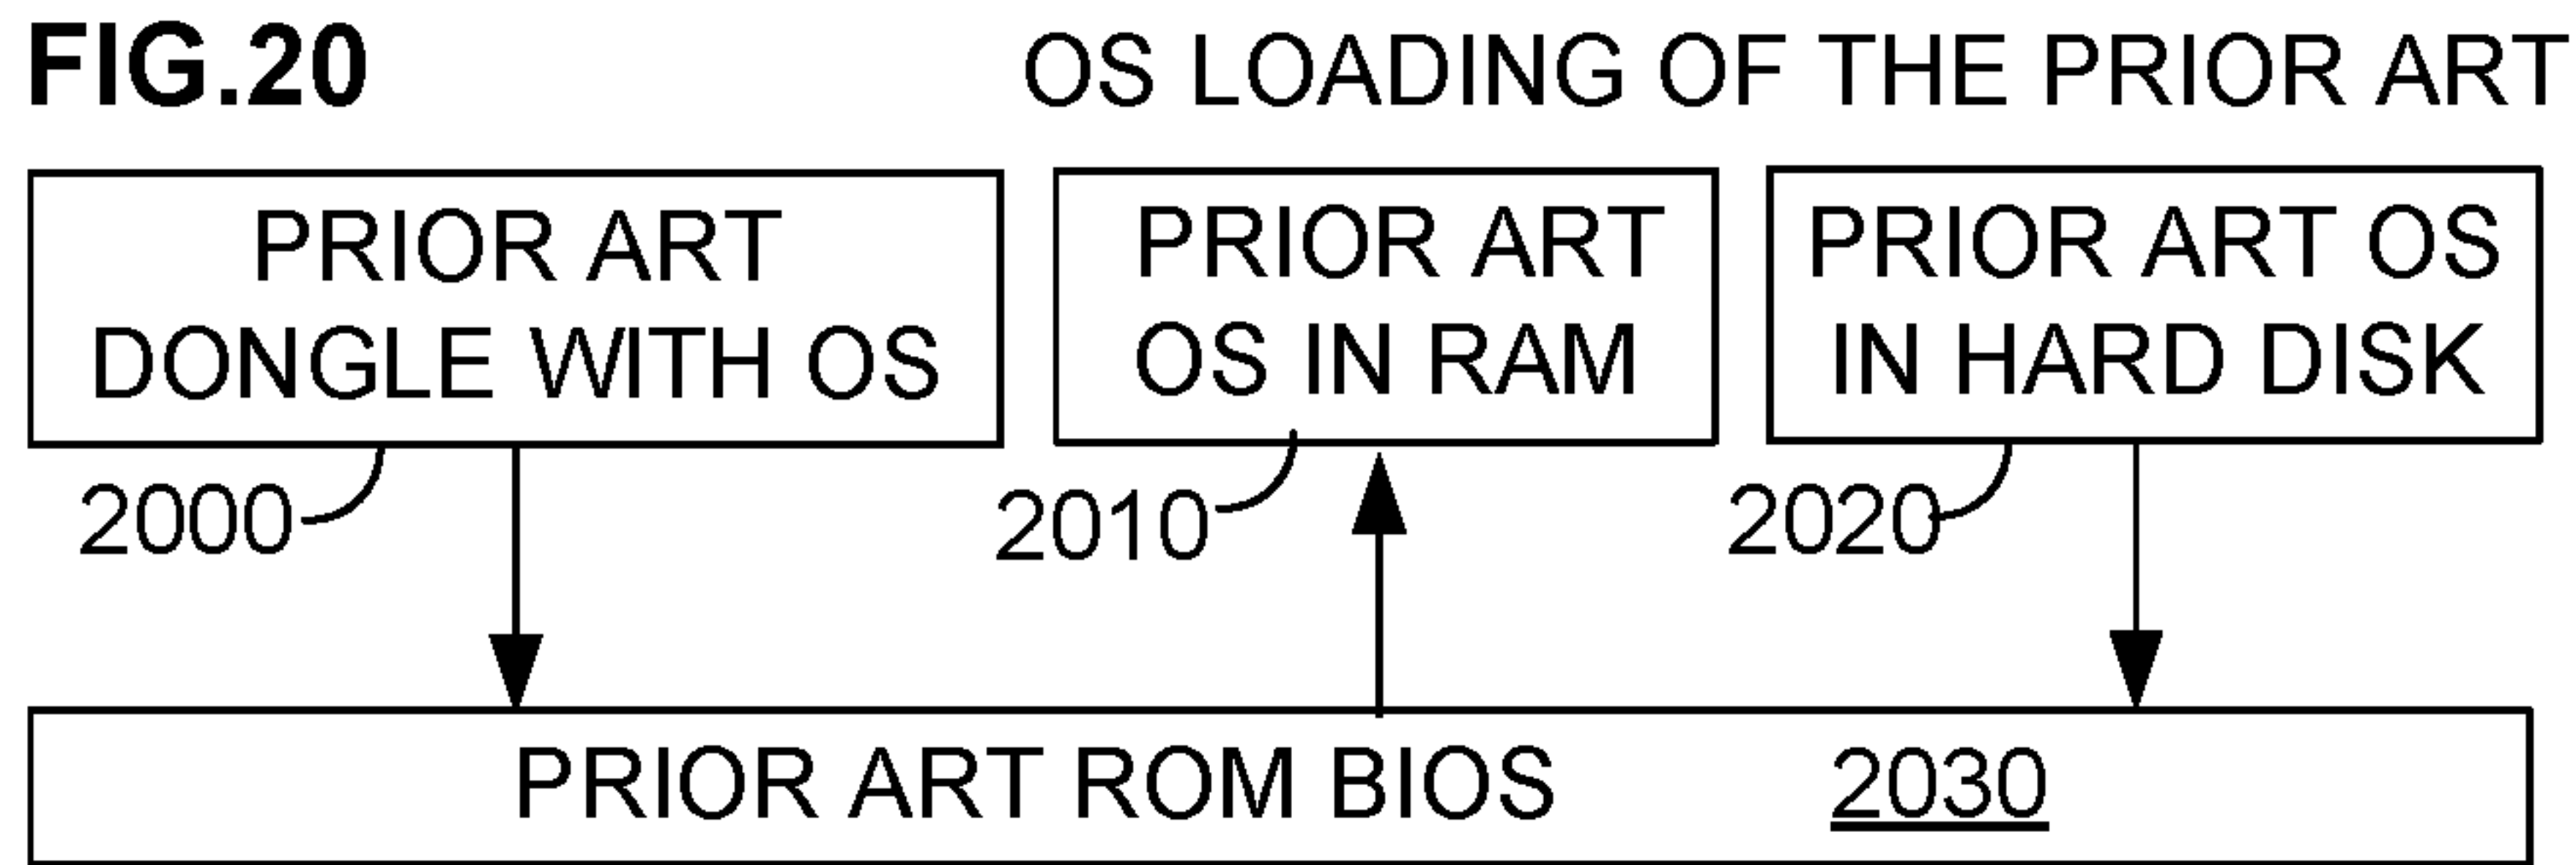 FIG.20
OS LOADING OF THE PRIOR ART
PRIOR ART
DONGLE WITH OS
PRIOR ART
OS IN RAM
PRIOR ART OS
IN HARD DISK
2000
2010
2020
PRIOR ART ROM BIOS 2030